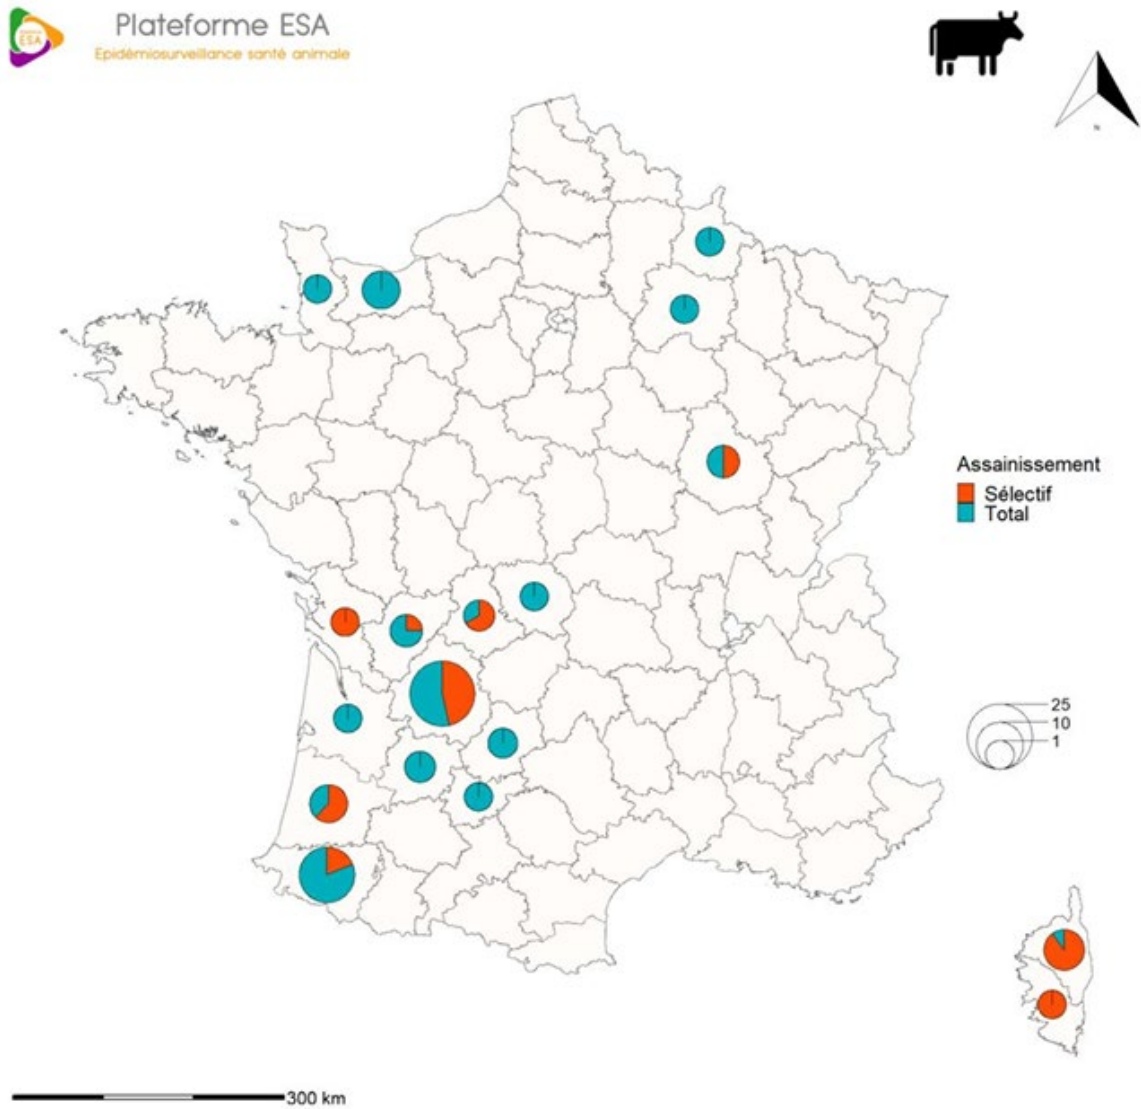 ESA
Plateforme ESA
Epidémiosurveillance santé animale
N
Assainissement
Sélectif
Total
25
10
1
300 km